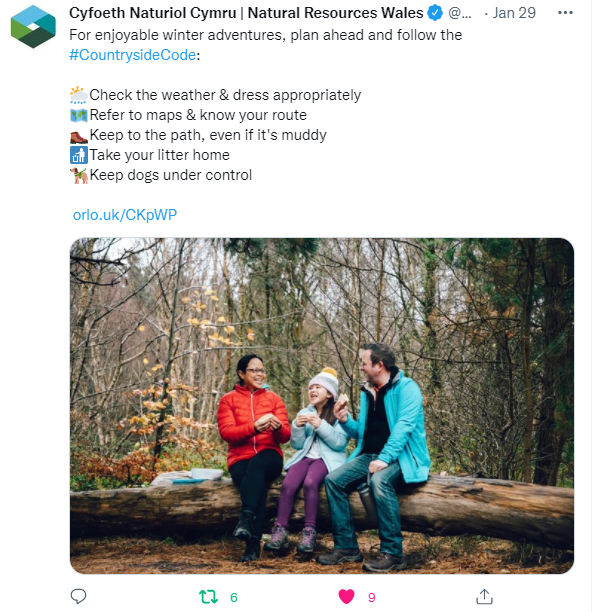 Cyfoeth Naturiol Cymru | Natural Resources Wales @... · Jan 29 ···
For enjoyable winter adventures, plan ahead and follow the
#CountrysideCode:
🌦️Check the weather & dress appropriately
🗺️Refer to maps & know your route
🥾Keep to the path, even if it's muddy
🚮Take your litter home
🐕‍🦺Keep dogs under control
orlo.uk/CKpWP
6 9